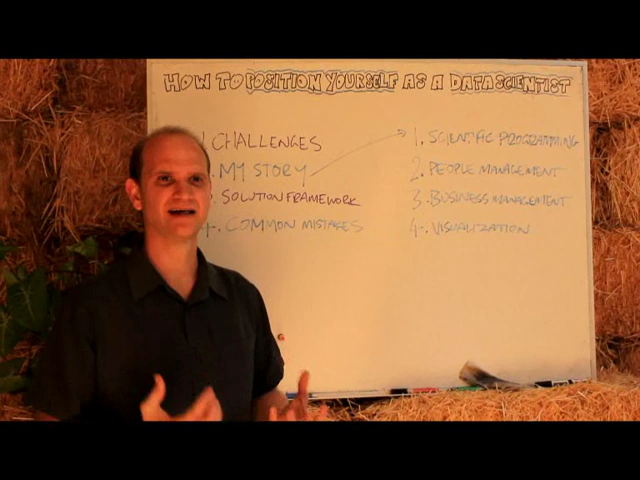 HOW TO POSITION YOURSELF AS A DATA SCIENTIST
CHALLENGES
MY STORY
SOLUTION FRAMEWORK
4. COMMON MISTAKES
1. SCIENTIFIC PROGRAMMING
2. PEOPLE MANAGEMENT
3. BUSINESS MANAGEMENT
4. VISUALIZATION